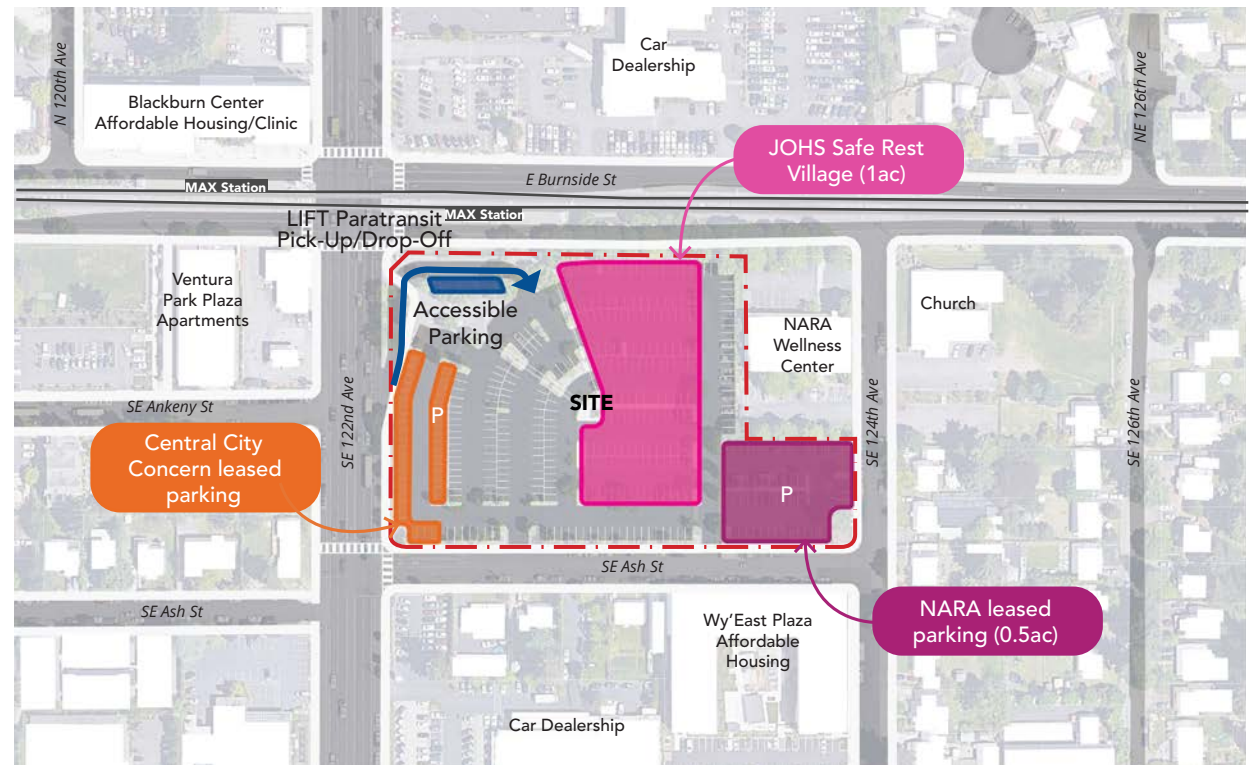 N 120th Ave
Blackburn Center
Affordable Housing/Clinic
Car
Dealership
NE 126th Ave
JOHS Safe Rest
Village (1ac)
E Burnside St
MAX Station
MAX Station
LIFT Paratransit
Pick-Up/Drop-Off
Ventura
Park Plaza
Apartments
Accessible
Parking
Church
NARA
Wellness
Center
SE Ankeny St
SE 122nd Ave
P
SITE
SE 124th Ave
SE 126th Ave
Central City
Concern leased
parking
P
SE Ash St
SE Ash St
NARA leased
parking (0.5ac)
Wy'East Plaza
Affordable
Housing
Car Dealership